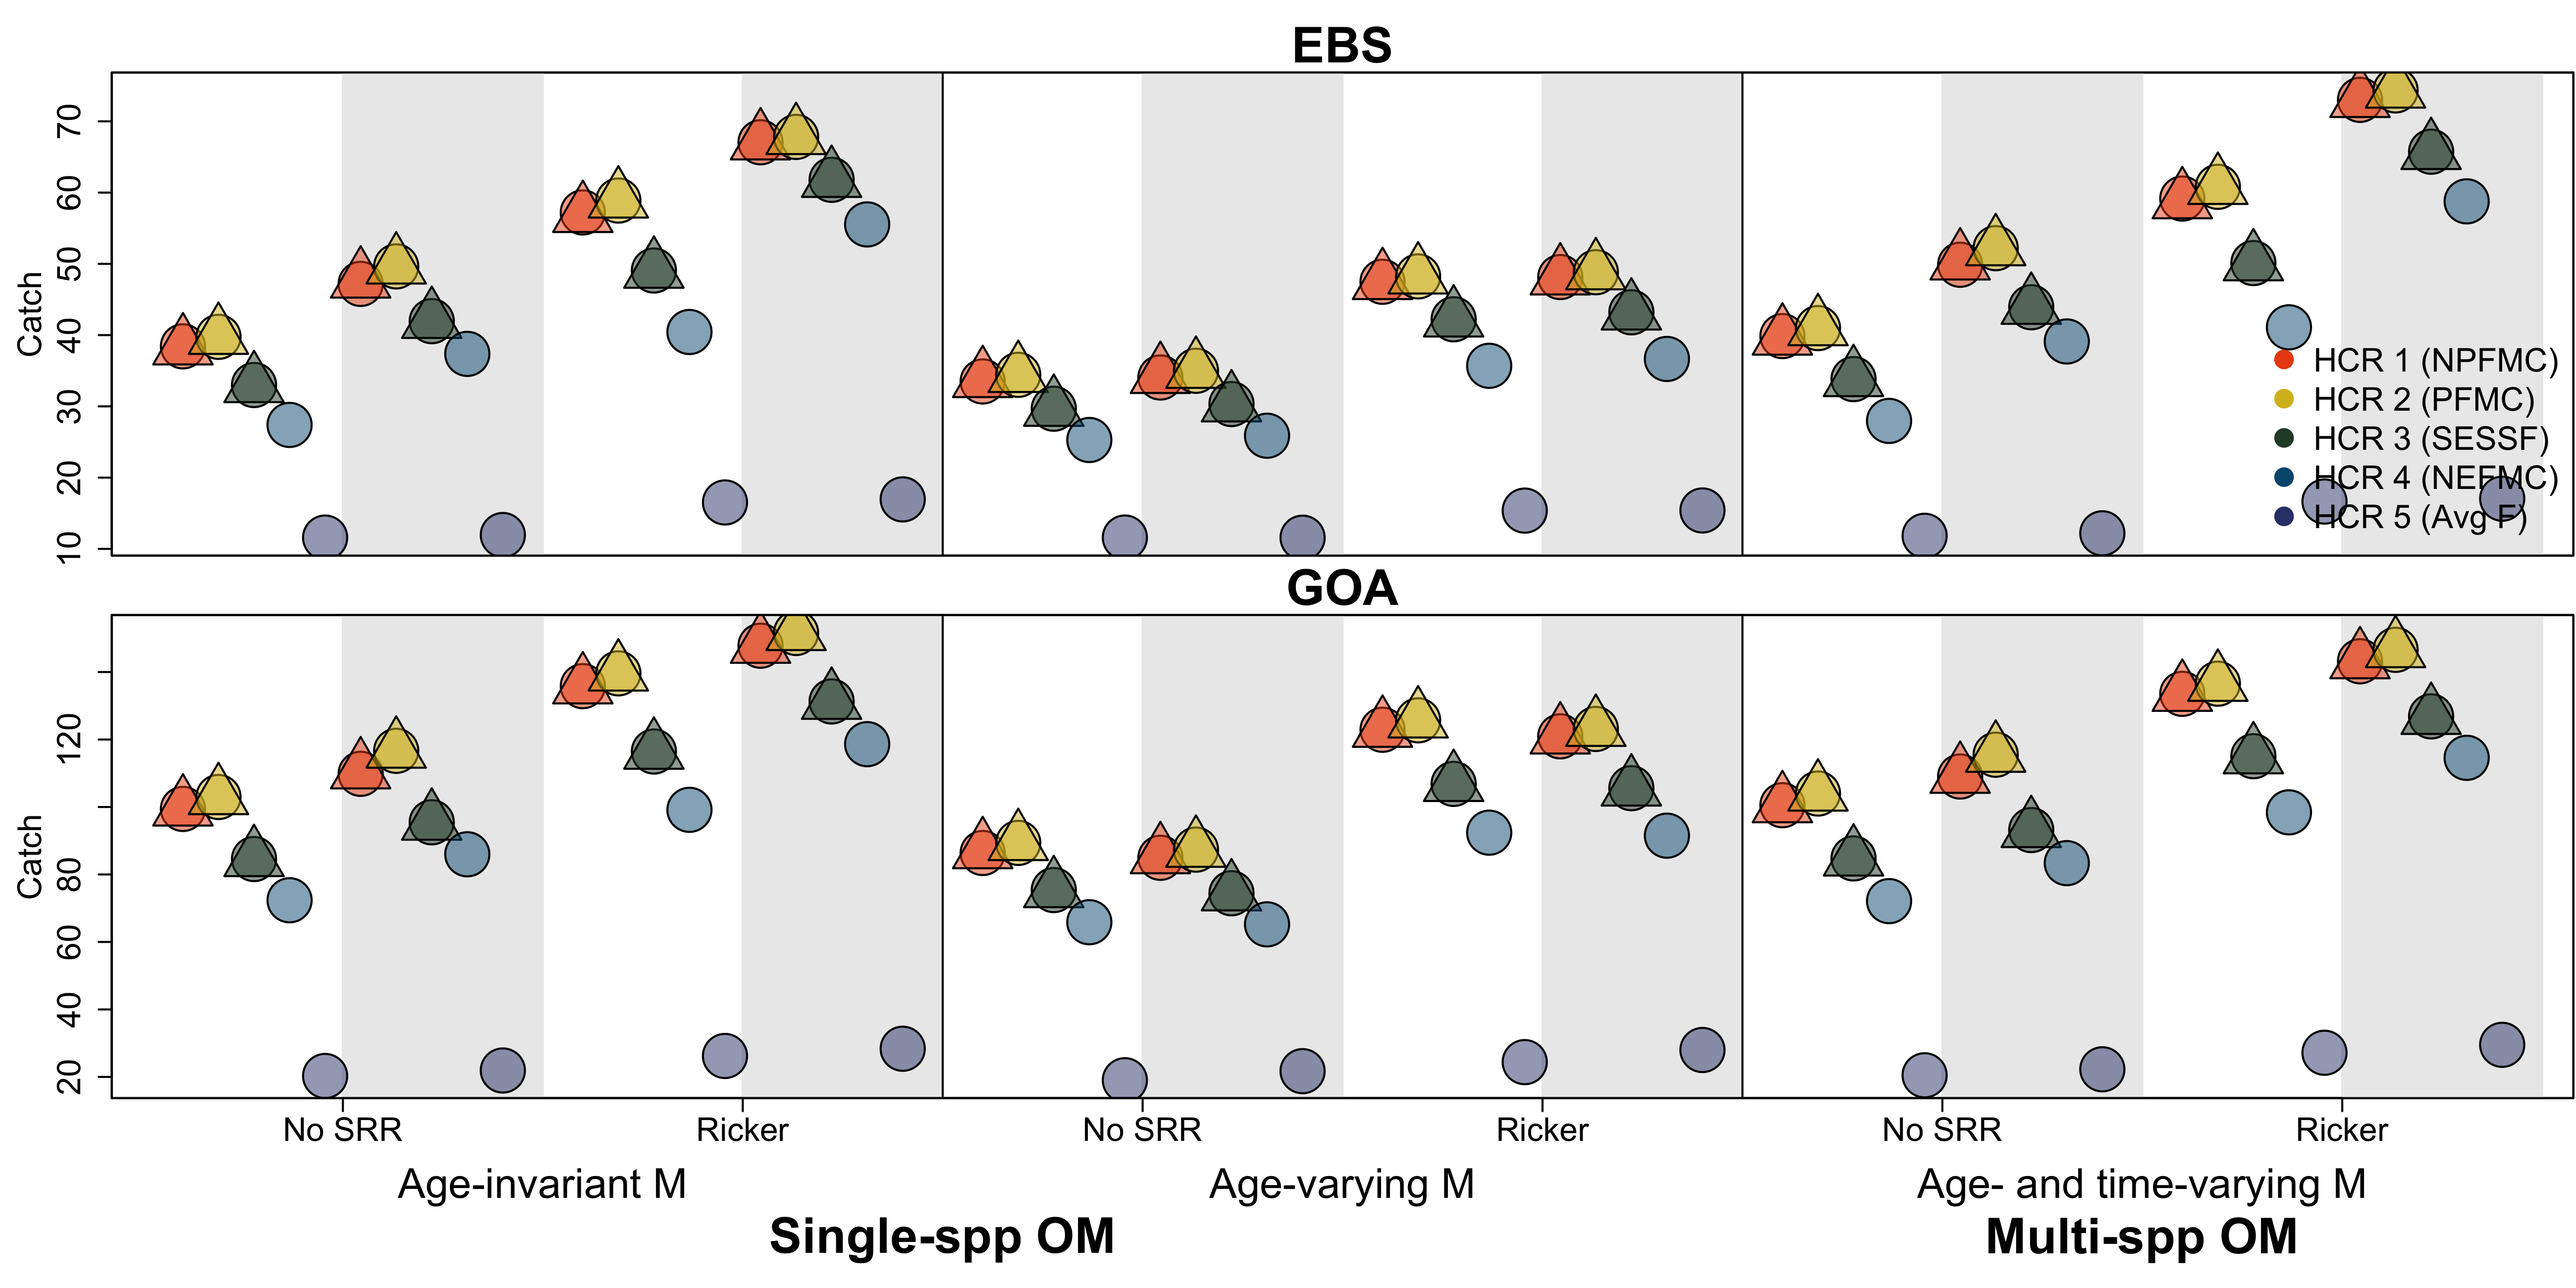 EBS
Catch
70
60
50
40
30
20
10
HCR 1 (NPFMC)
HCR 2 (PFMC)
HCR 3 (SESSF)
HCR 4 (NEFMC)
HCR 5 (Avg F)
GOA
Catch
120
80
60
40
20
No SRR Ricker No SRR Ricker No SRR Ricker
Age-invariant M Age-varying M Age- and time-varying M
Single-spp OM Multi-spp OM